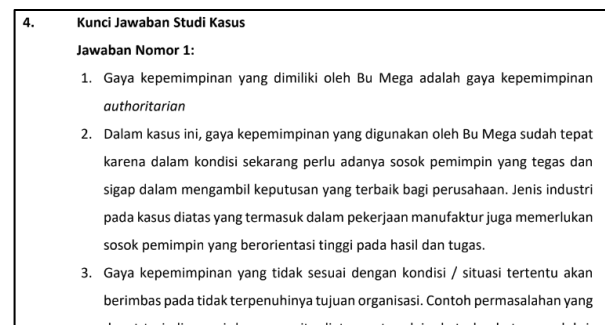 4. Kunci Jawaban Studi Kasus
Jawaban Nomor 1:
1. Gaya kepemimpinan yang dimiliki oleh Bu Mega adalah gaya kepemimpinan
authoritarian
2. Dalam kasus ini, gaya kepemimpinan yang digunakan oleh Bu Mega sudah tepat
karena dalam kondisi sekarang perlu adanya sosok pemimpin yang tegas dan
sigap dalam mengambil keputusan yang terbaik bagi perusahaan. Jenis industri
pada kasus diatas yang termasuk dalam pekerjaan manufaktur juga memerlukan
sosok pemimpin yang berorientasi tinggi pada hasil dan tugas.
3. Gaya kepemimpinan yang tidak sesuai dengan kondisi / situasi tertentu akan
berimbas pada tidak terpenuhinya tujuan organisasi. Contoh permasalahan yang